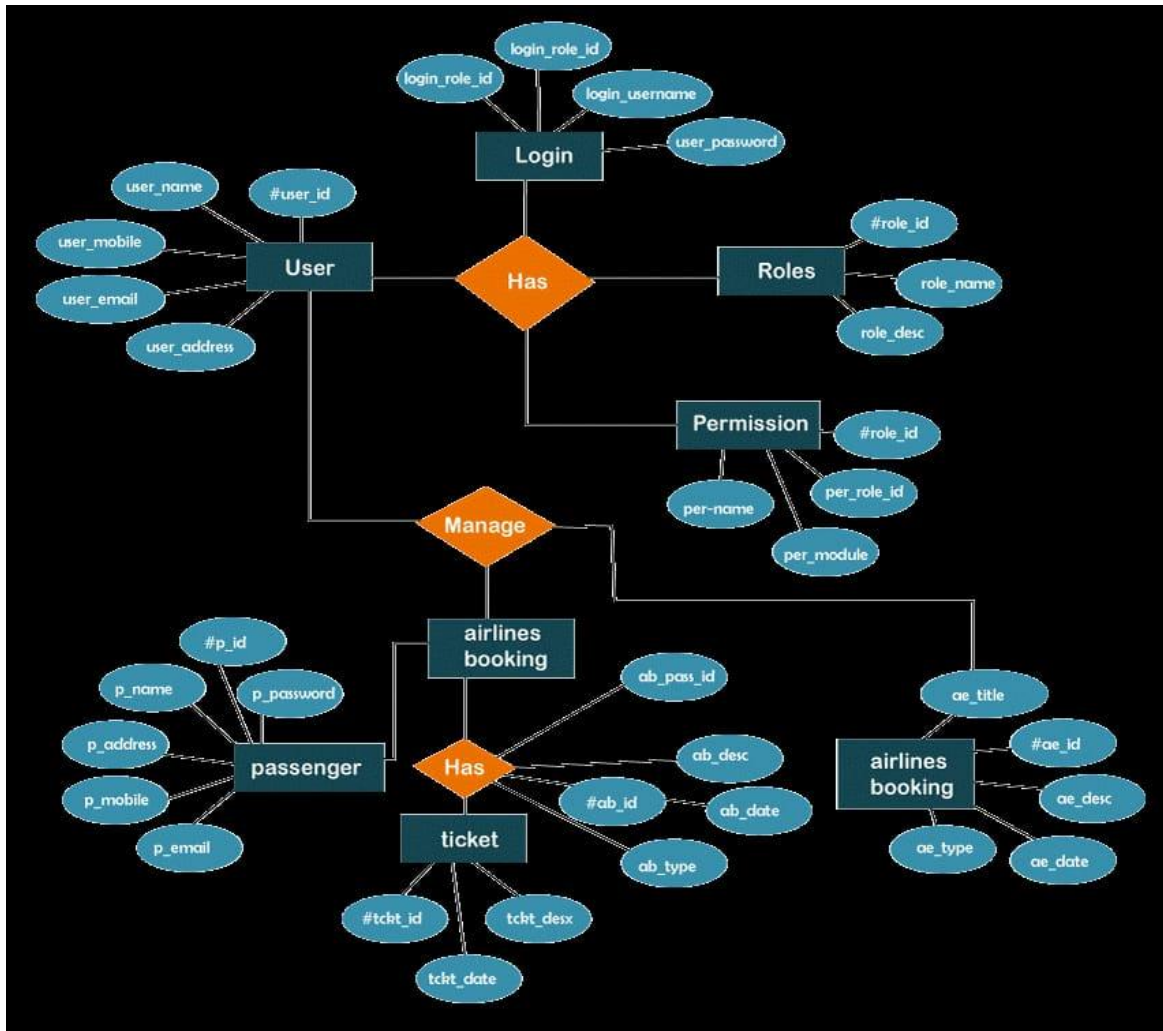 login_role_id
login_role_id
login_username
user_password
Login
user_name
#user_id
user_mobile
User
user_email
user_address
Has
#role_id
Roles
role_name
role_desc
Permission
#role_id
per_role_id
per-name
per_module
Manage
airlines
booking
#p_id
p_name
p_password
p_address
passenger
p_mobile
p_email
ab_pass_id
Has
ab_desc
#ab_id
ab_date
ab_type
ticket
#tckt_id
tckt_desx
tckt_date
ae_title
#ae_id
airlines
booking
ae_desc
ae_type
ae_date